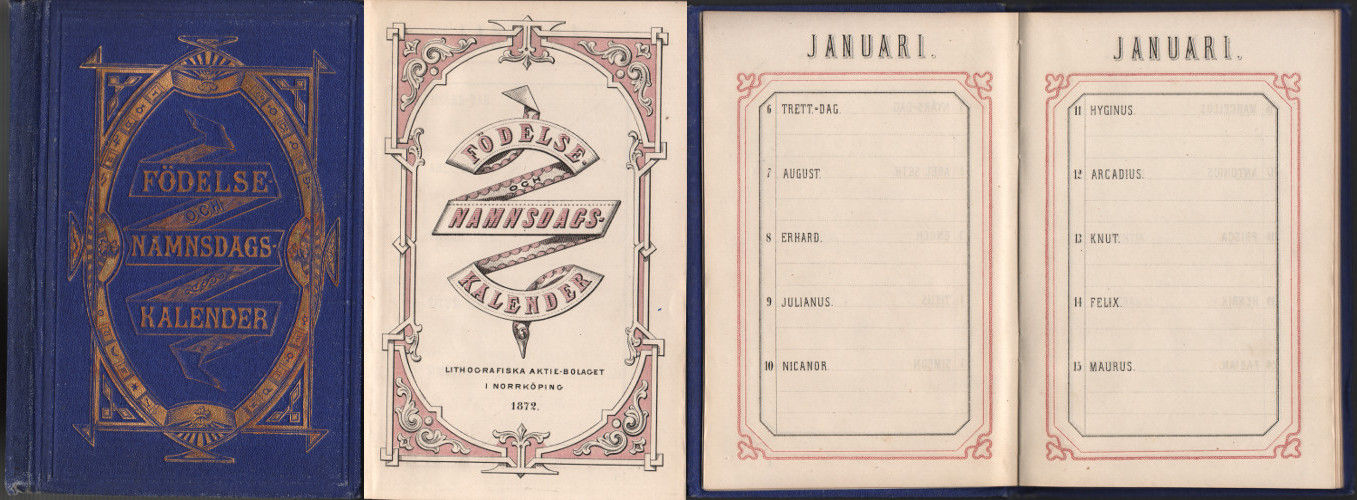 FÖDELSE-
OCH
NAMNSDAGS-
KALENDER
FÖDELSE-
OCH
NAMNSDAGS-
KALENDER
LITHOGRAFISKA AKTIE-BOLAGET
I NORRKÖPING
1872.
JANUARI.
6 TRETT.-DAG.
7 AUGUST.
8 ERHARD.
9 JULIANUS.
10 NICANOR
JANUARI.
11 HYGINUS.
12 ARCADIUS.
13 KNUT.
14 FELIX.
15 MAURUS.